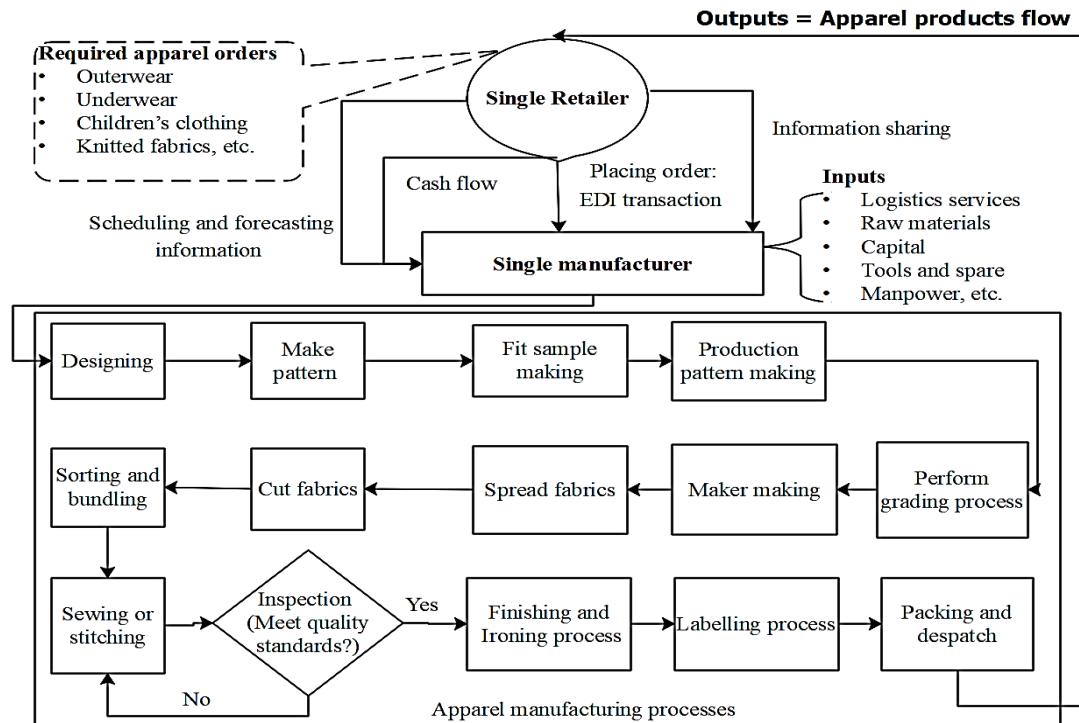 Outputs = Apparel products flow
Required apparel orders
• Outerwear
• Underwear
• Children's clothing
• Knitted fabrics, etc.
Single Retailer
Information sharing
Cash flow
Placing order:
EDI transaction
Scheduling and forecasting
information
Inputs
• Logistics services
• Raw materials
• Capital
• Tools and spare
• Manpower, etc.
Single manufacturer
Designing
Make
pattern
Fit sample
making
Production
pattern making
Perform
grading process
Maker making
Spread fabrics
Cut fabrics
Sorting and
bundling
Sewing or
stitching
Inspection
(Meet quality
standards?)
Yes
No
Finishing and
Ironing process
Labelling process
Packing and
despatch
Apparel manufacturing processes